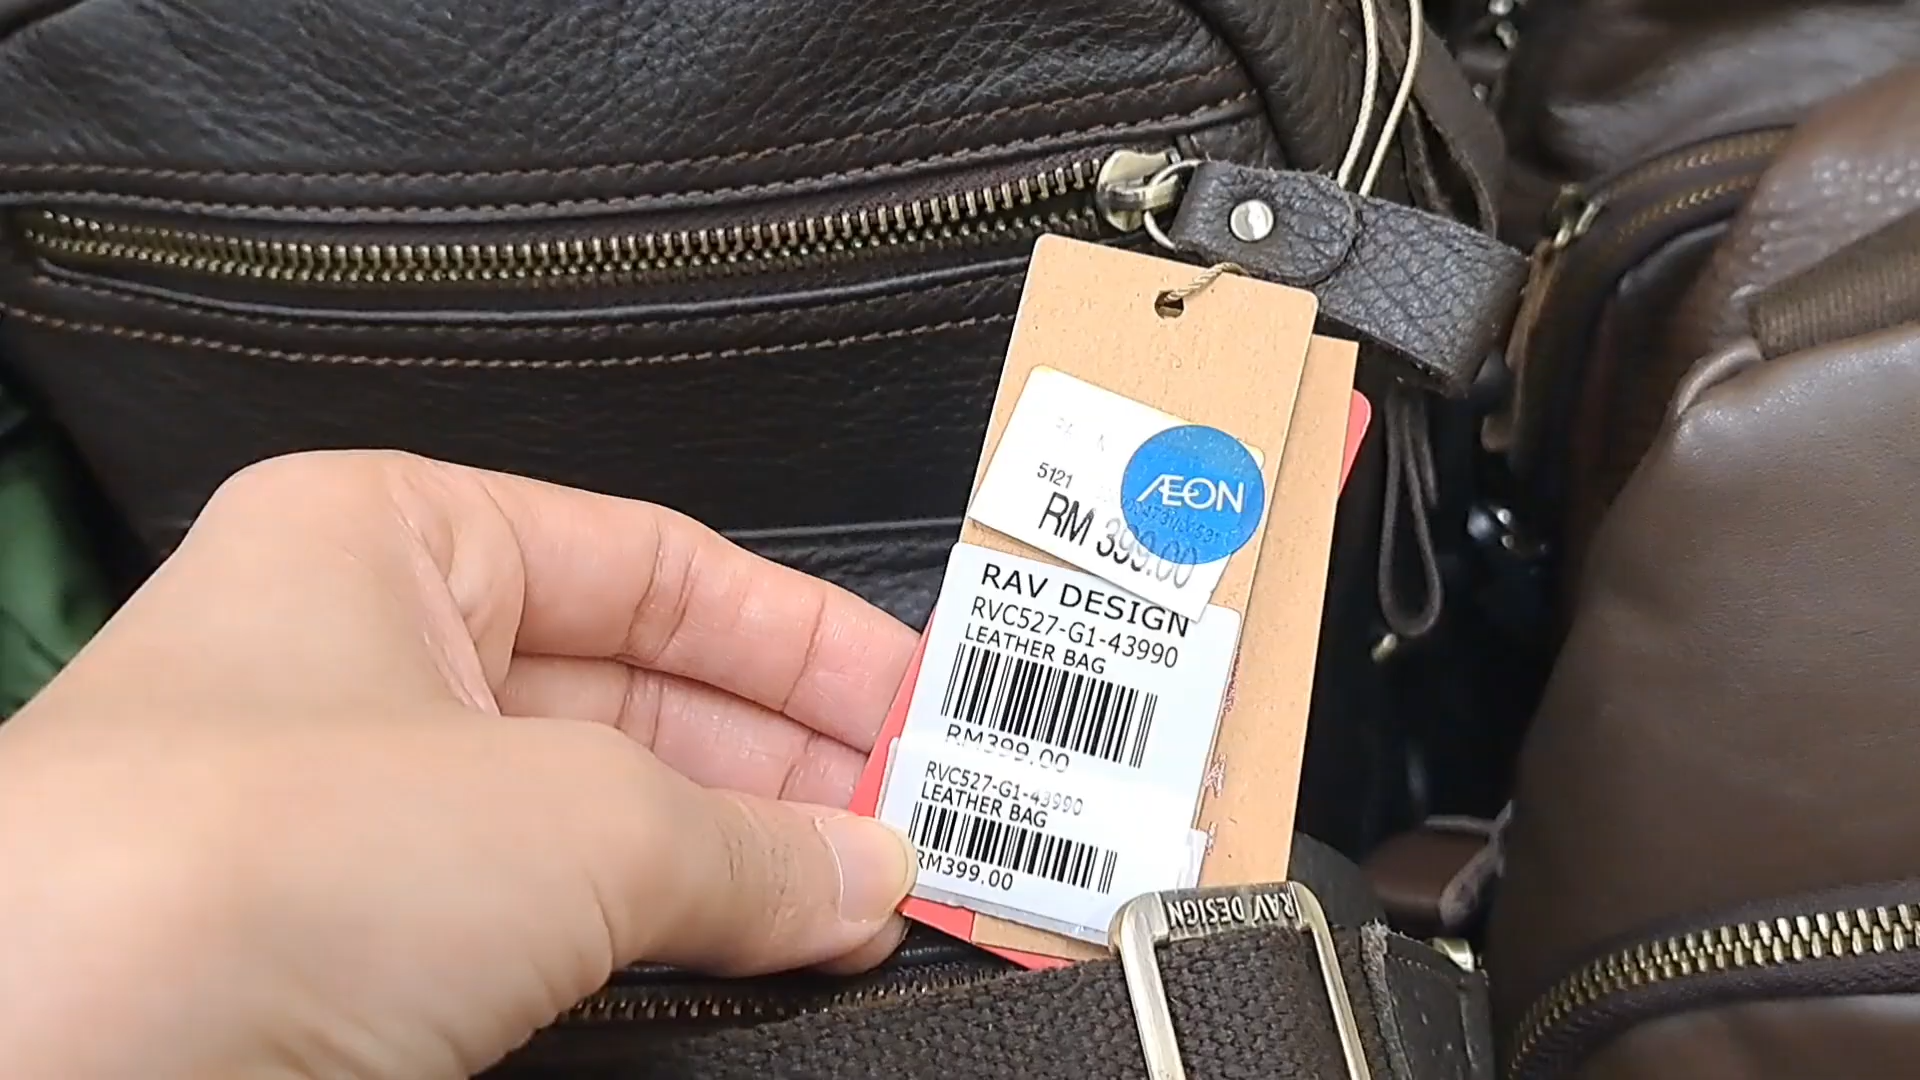 ÆON
5121
RM 399.00
RAV DESIGN
RVC527-G1-43990
LEATHER BAG
RM399.00
RVC527-G1-43990
LEATHER BAG
RM399.00
RAV DESIGN